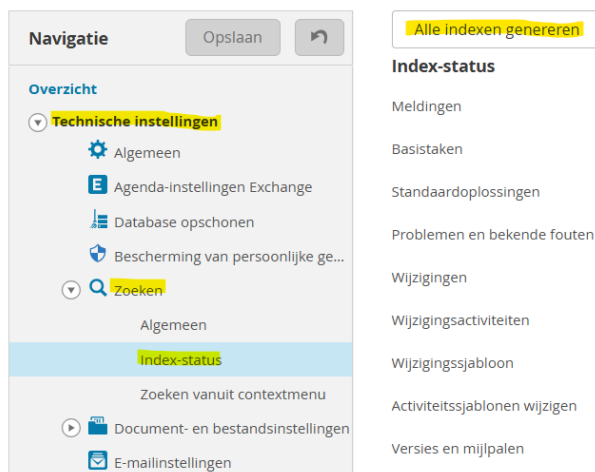 Navigatie
Opslaan
Overzicht
Technische instellingen
Algemeen
Agenda-instellingen Exchange
Database opschonen
Bescherming van persoonlijke ge...
Zoeken
Algemeen
Index-status
Zoeken vanuit contextmenu
Document- en bestandsinstellingen
E-mailinstellingen
Alle indexen genereren
Index-status
Meldingen
Basistaken
Standaardoplossingen
Problemen en bekende fouten
Wijzigingen
Wijzigingsactiviteiten
Wijzigingssjabloon
Activiteitssjablonen wijzigen
Versies en mijlpalen